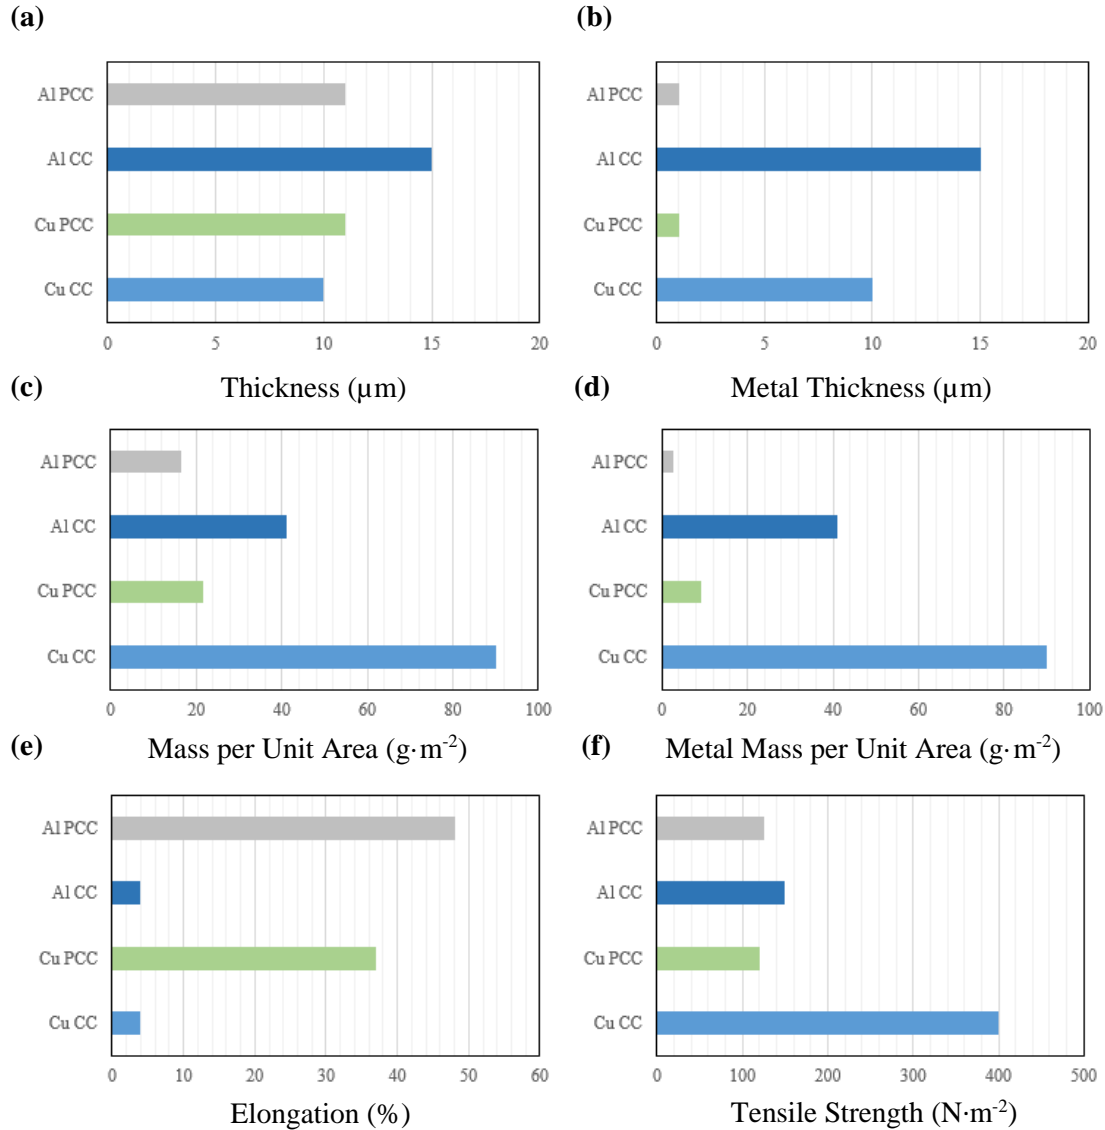 (a) (b)
Al PCC Al PCC
Al CC Al CC
Cu PCC Cu PCC
Cu CC Cu CC
0 5 10 15 20 0 5 10 15 20
Thickness (µm) Metal Thickness (µm)
(c) (d)
Al PCC Al PCC
Al CC Al CC
Cu PCC Cu PCC
Cu CC Cu CC
0 20 40 60 80 100 0 20 40 60 80 100
Mass per Unit Area (g·m⁻²) Metal Mass per Unit Area (g·m⁻²)
(e) (f)
Al PCC Al PCC
Al CC Al CC
Cu PCC Cu PCC
Cu CC Cu CC
0 10 20 30 40 50 60 0 100 200 300 400 500
Elongation (%) Tensile Strength (N·m⁻²)